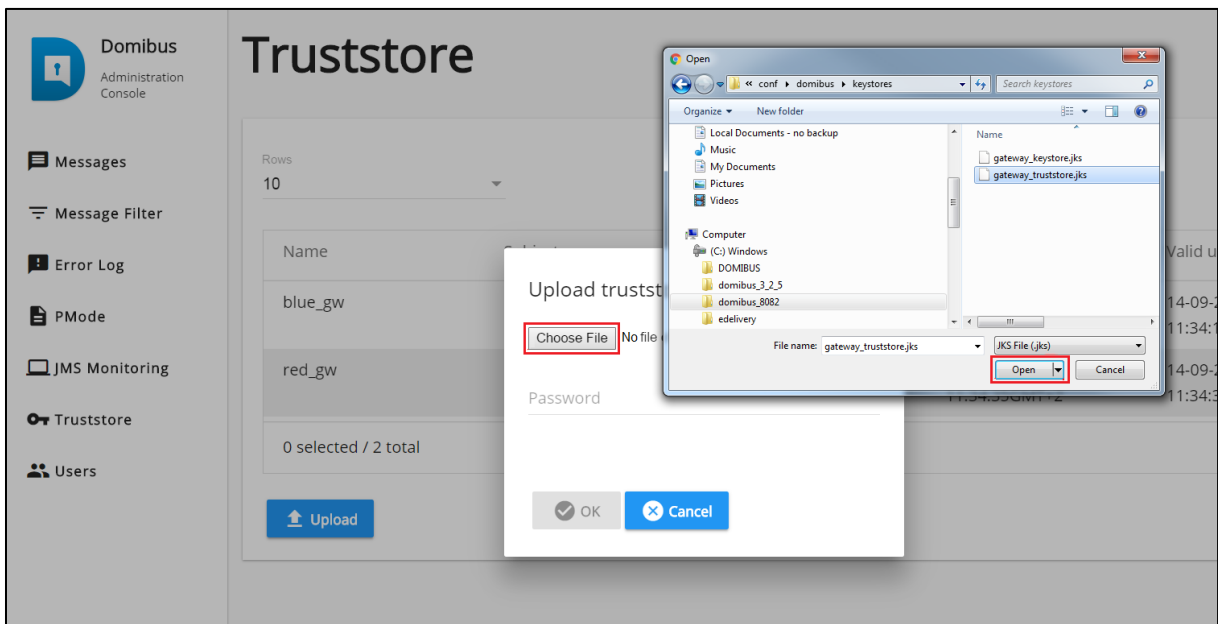 Domibus
Administration
Console
Messages
Message Filter
Error Log
PMode
JMS Monitoring
Truststore
Users
Truststore
Rows
10
Name
Valid u
blue_gw
14-09-
11:34:1
red_gw
14-09-
11:34:3
0 selected / 2 total
Upload
Upload trustst
Choose File No file
Password
OK Cancel
Open
« conf domibus keystores
Search keystores
Organize New folder
Local Documents - no backup
Music
My Documents
Pictures
Videos
Computer
(C:) Windows
DOMIBUS
domibus_3_2_5
domibus_8082
edelivery
Name
gateway_keystore.jks
gateway_truststore.jks
File name: gateway_truststore.jks
JKS File (.jks)
Open Cancel